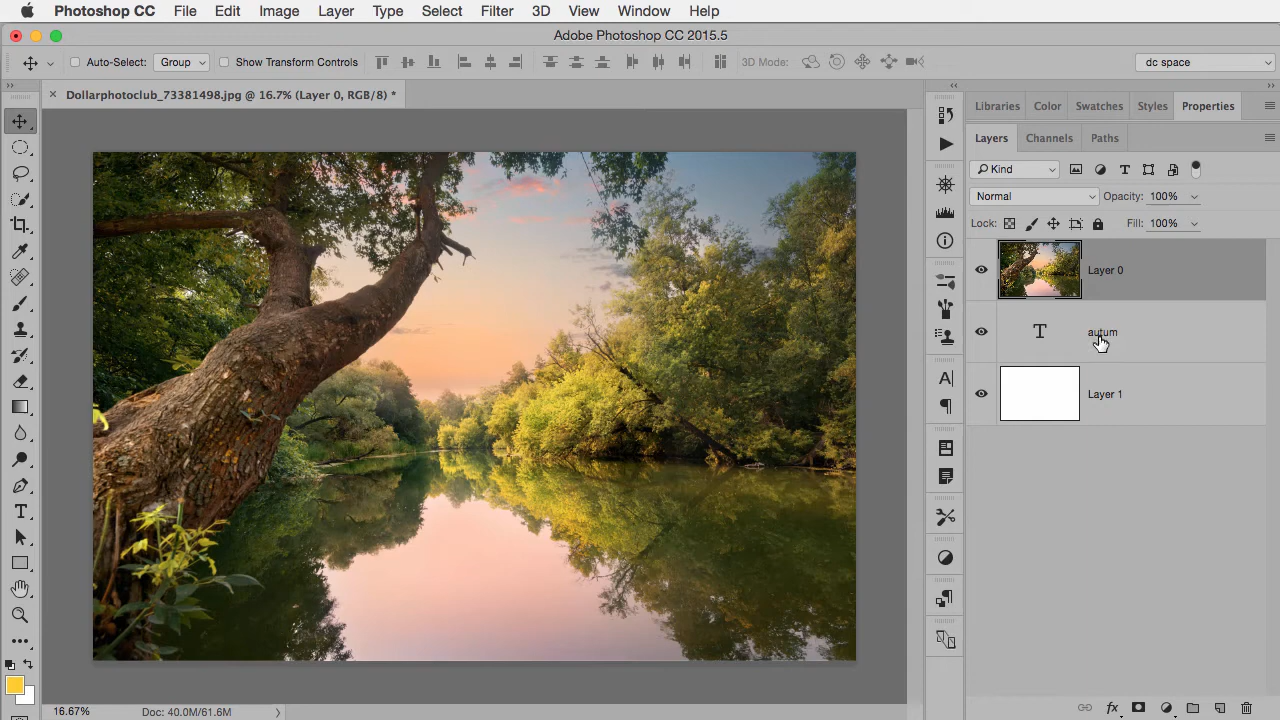 Photoshop CC File Edit Image Layer Type Select Filter 3D View Window Help
Adobe Photoshop CC 2015.5
Auto-Select: Group Show Transform Controls 3D Mode: dc space
× Dollarphotoclub_73381498.jpg @ 16.7% (Layer 0, RGB/8) *
Libraries Color Swatches Styles Properties
Layers Channels Paths
Kind
Normal Opacity: 100%
Lock: Fill: 100%
Layer 0
autum
Layer 1
16.67% Doc: 40.0M/61.6M